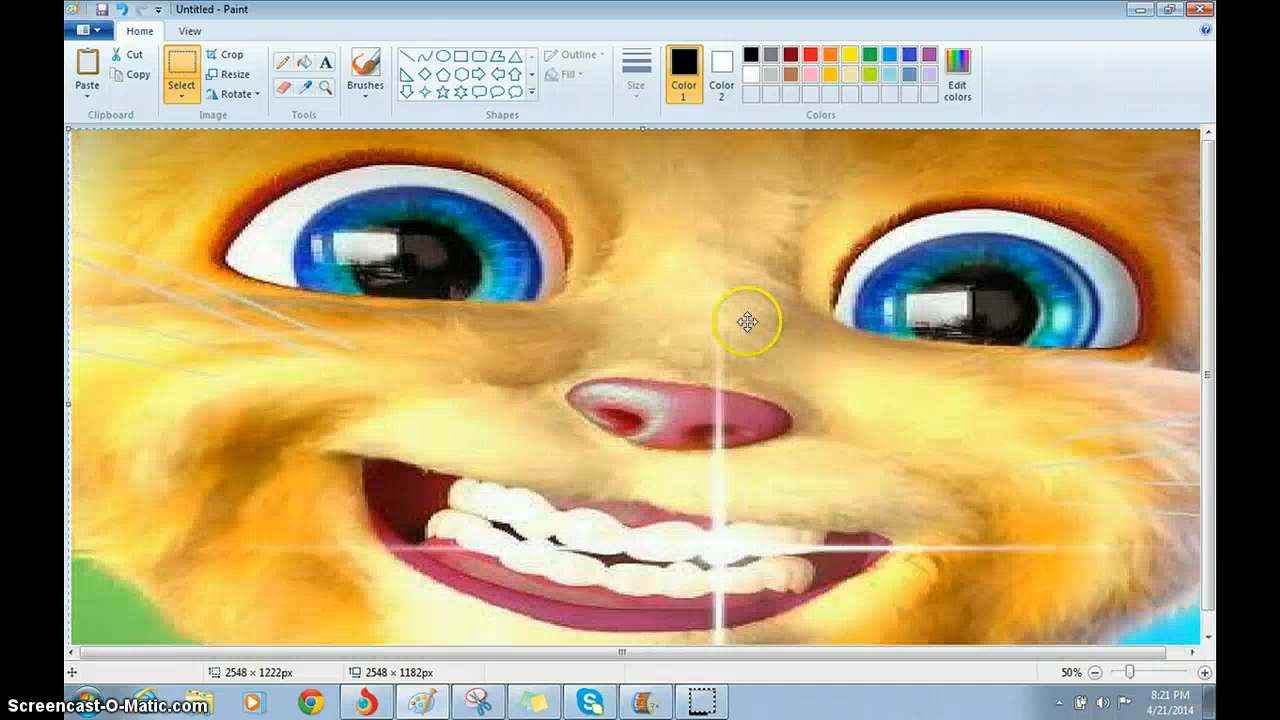 Untitled - Paint
Home View
Paste
Cut
Copy
Clipboard
Select
Crop
Resize
Rotate
Image
A
Tools
Brushes
Outline
Fill
Shapes
Size
Color 1
Color 2
Edit colors
Colors
2548 × 1222px
2548 × 1182px
50%
8:21 PM
4/21/2014
Screencast-O-Matic.com